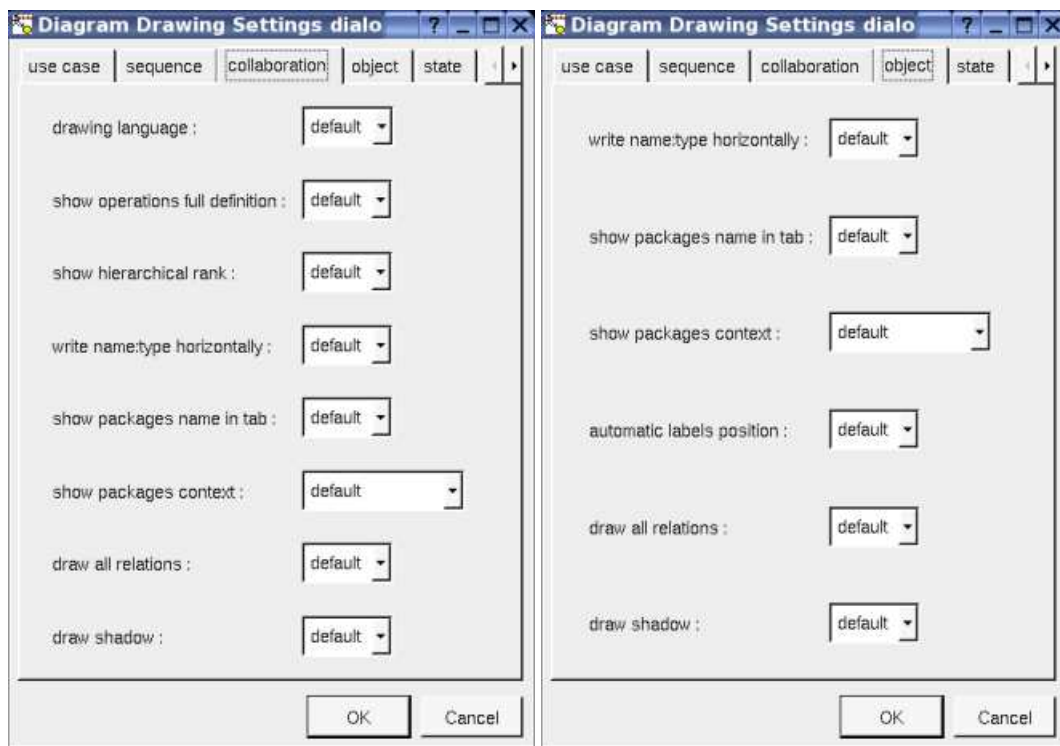 Diagram Drawing Settings dialo
use case sequence collaboration object state
drawing language : default
show operations full definition : default
show hierarchical rank : default
write name:type horizontally : default
show packages name in tab : default
show packages context : default
draw all relations : default
draw shadow : default
OK Cancel
Diagram Drawing Settings dialo
use case sequence collaboration object state
write name:type horizontally : default
show packages name in tab : default
show packages context : default
automatic labels position : default
draw all relations : default
draw shadow : default
OK Cancel